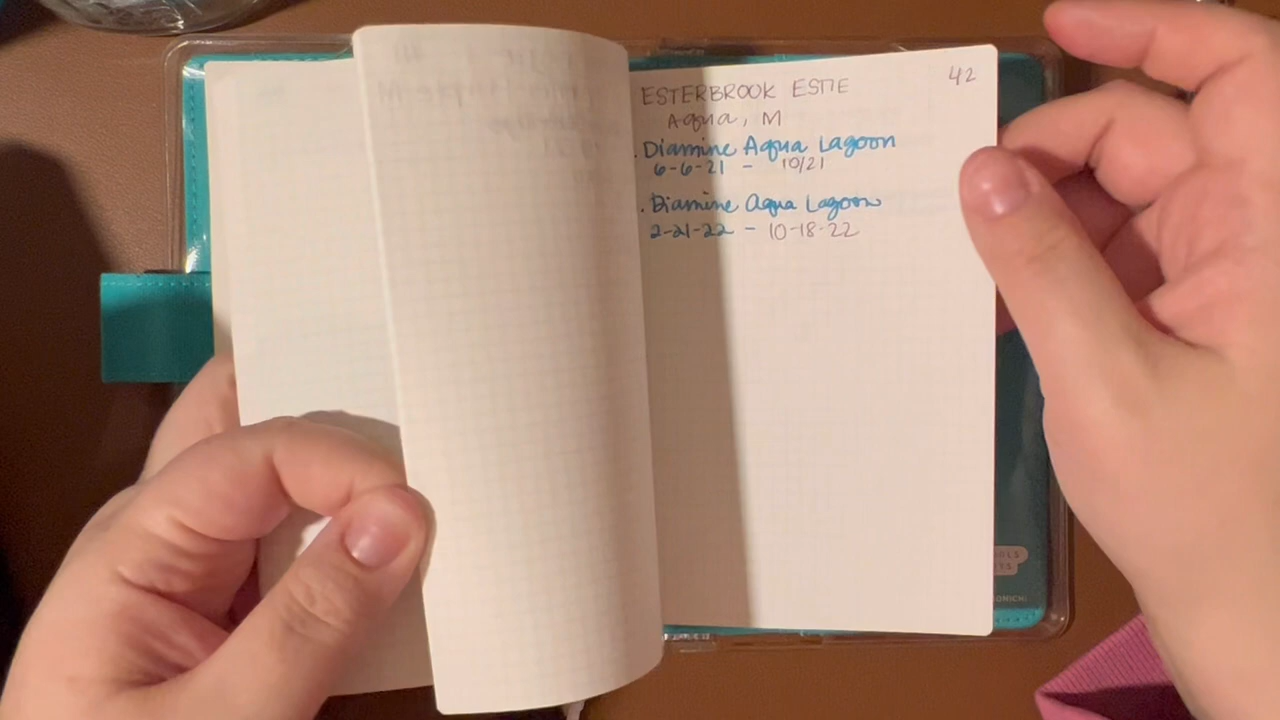 42
ESTERBROOK ESTIE
Aqua, M
. Diamine Aqua Lagoon
6-6-21 - 10/21
. Diamine Aqua Lagoon
2-21-22 - 10-18-22